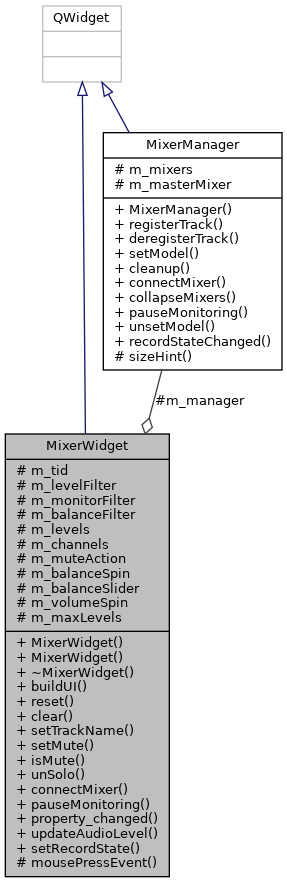 QWidget
MixerManager
# m_mixers
# m_masterMixer
+ MixerManager()
+ registerTrack()
+ deregisterTrack()
+ setModel()
+ cleanup()
+ connectMixer()
+ collapseMixers()
+ pauseMonitoring()
+ unsetModel()
+ recordStateChanged()
# sizeHint()
#m_manager
MixerWidget
# m_tid
# m_levelFilter
# m_monitorFilter
# m_balanceFilter
# m_levels
# m_channels
# m_muteAction
# m_balanceSpin
# m_balanceSlider
# m_volumeSpin
# m_maxLevels
+ MixerWidget()
+ MixerWidget()
+ ~MixerWidget()
+ buildUI()
+ reset()
+ clear()
+ setTrackName()
+ setMute()
+ isMute()
+ unSolo()
+ connectMixer()
+ pauseMonitoring()
+ property_changed()
+ updateAudioLevel()
+ setRecordState()
# mousePressEvent()